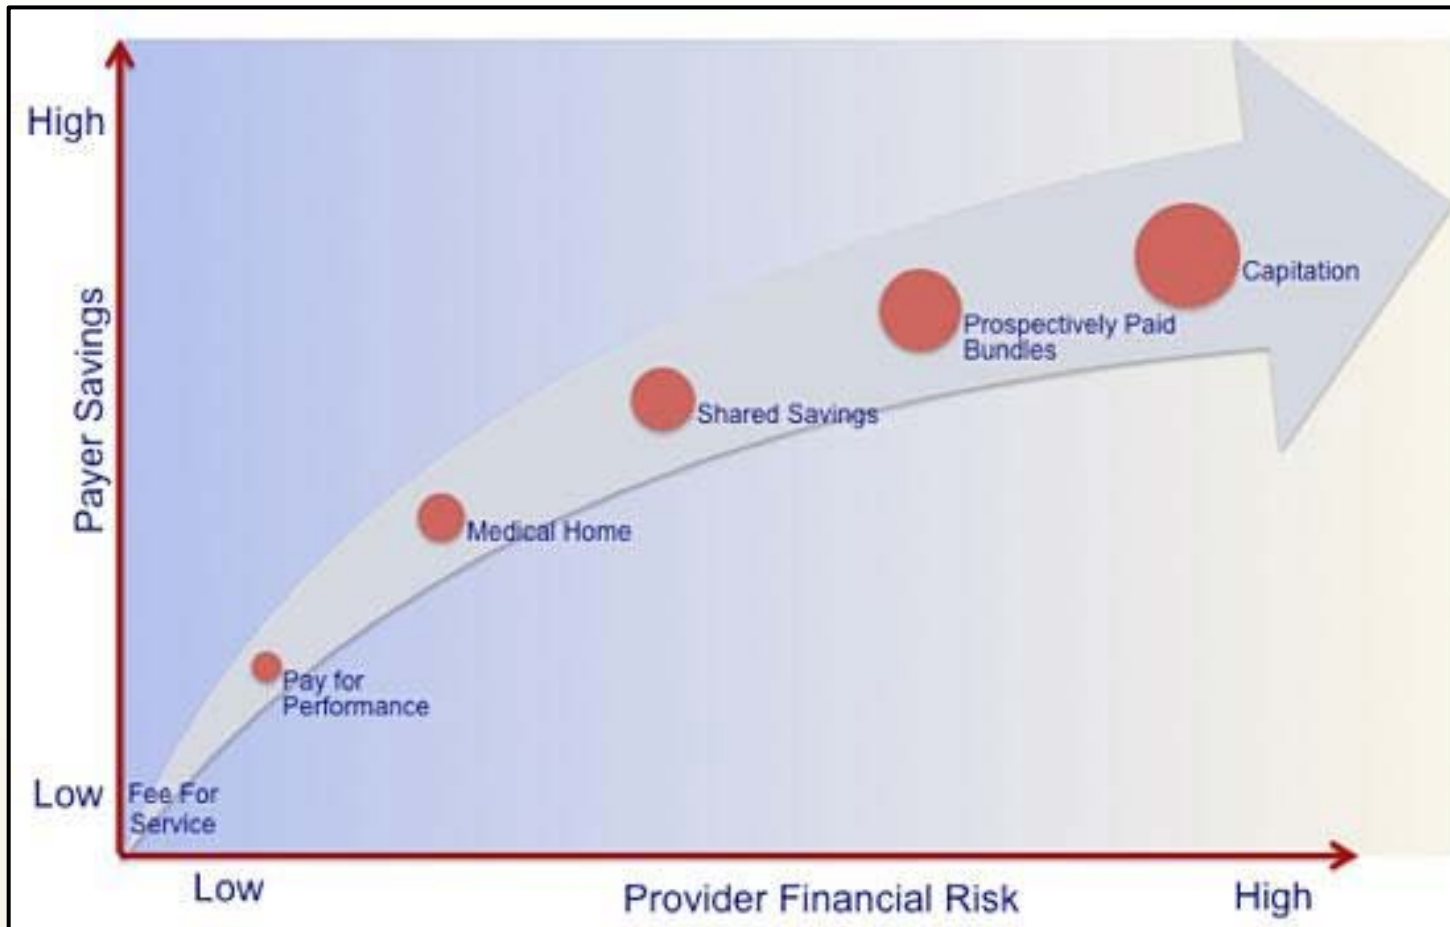 High
Payer Savings
Capitation
Prospectively Paid
Bundles
Shared Savings
Medical Home
Pay for
Performance
Low
Fee For
Service
Low
Provider Financial Risk
High